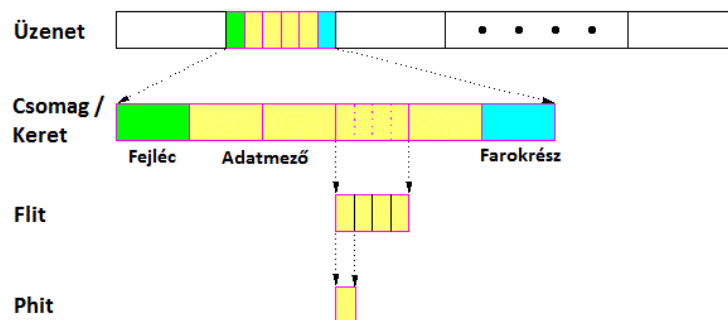 Üzenet
Csomag /
Keret
Fejléc
Adatmező
Farokrész
Flit
Phit